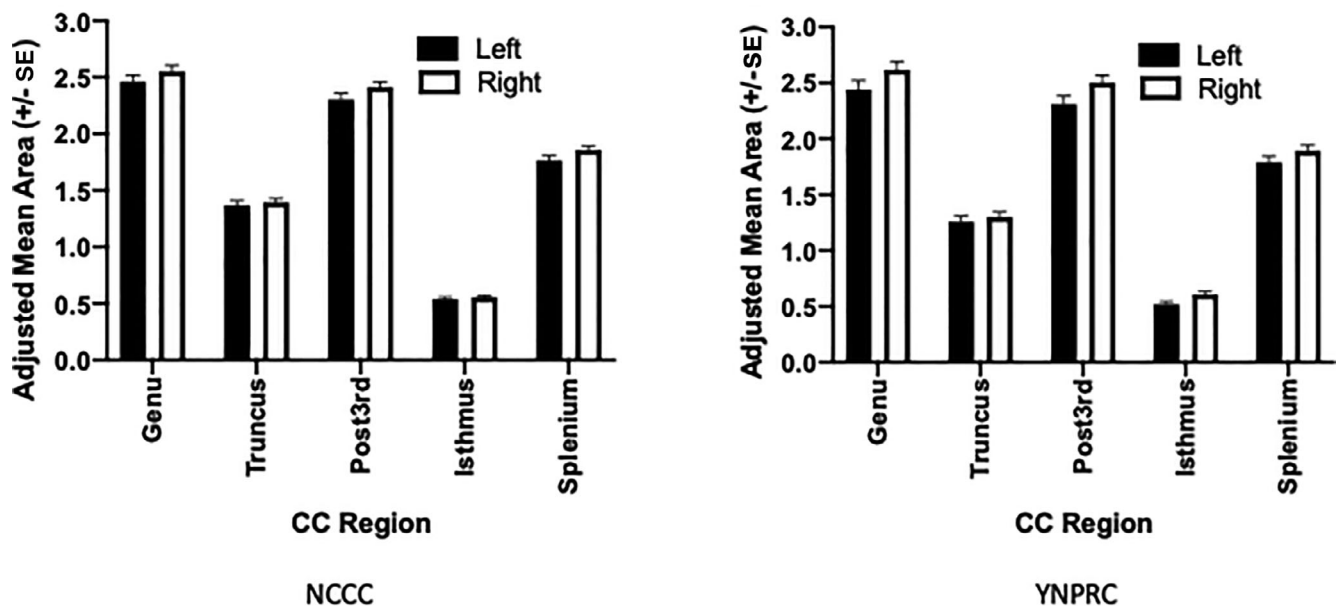 Adjusted Mean Area (+/- SE)
3.0
2.5
2.0
1.5
1.0
0.5
0.0
Left
Right
Genu
Truncus
Post3rd
Isthmus
Splenium
CC Region
NCCC
Adjusted Mean Area (+/-SE)
3.0
2.5
2.0
1.5
1.0
0.5
0.0
Left
Right
Genu
Truncus
Post3rd
Isthmus
Splenium
CC Region
YNPRC